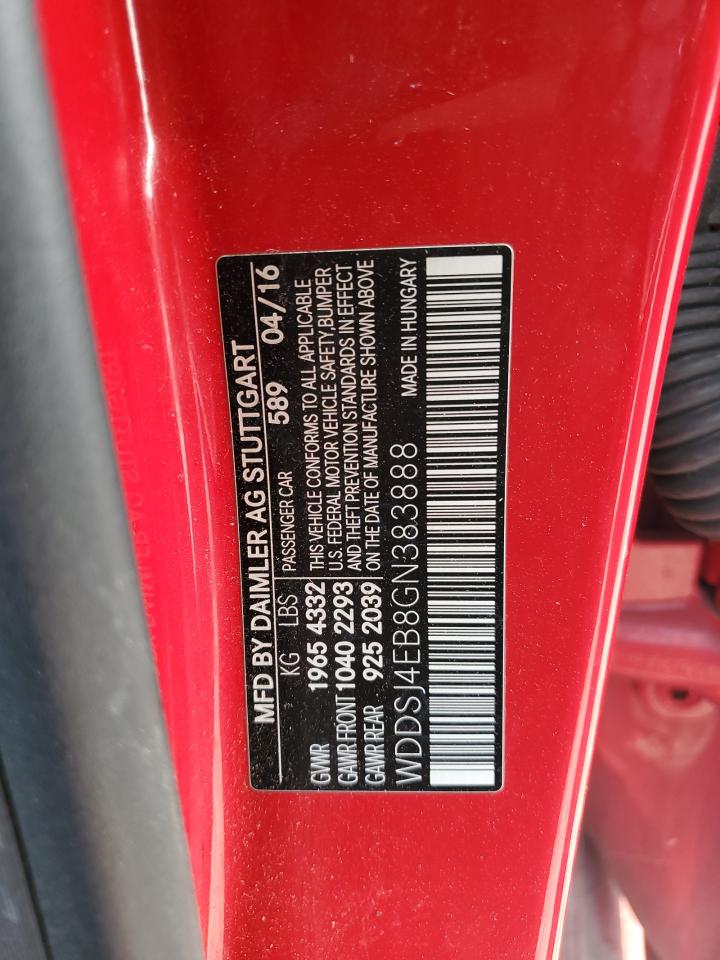 MFD BY DAIMLER AG STUTTGART
KG LBS PASSENGER CAR 589 04/16
GVWR 1965 4332 THIS VEHICLE CONFORMS TO ALL APPLICABLE
U.S. FEDERAL MOTOR VEHICLE SAFETY,BUMPER
GAWR FRONT 1040 2293 AND THEFT PREVENTION STANDARDS IN EFFECT
GAWR REAR 925 2039 ON THE DATE OF MANUFACTURE SHOWN ABOVE
WDDSJ4EB8GN383888 MADE IN HUNGARY